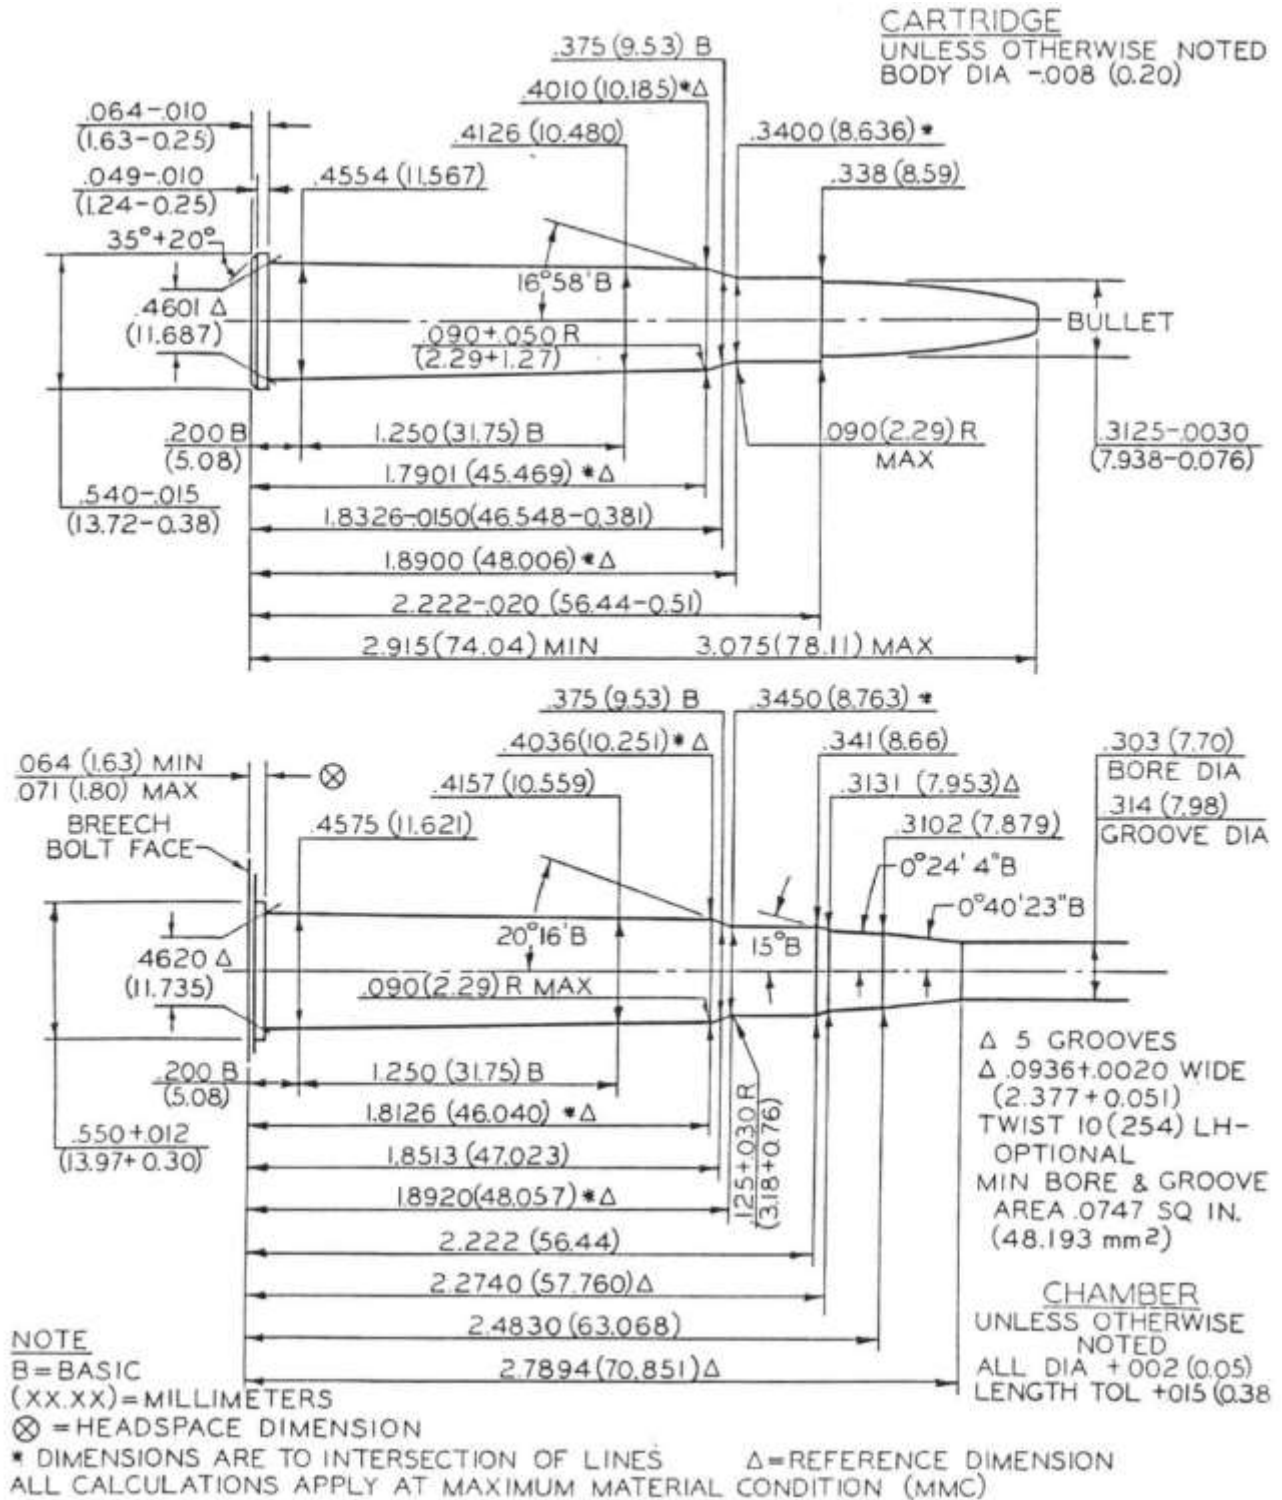 CARTRIDGE
UNLESS OTHERWISE NOTED
BODY DIA -.008 (0.20)
.375 (9.53) B
.4010 (10.185)*Δ
.064-.010
(1.63-0.25)
.4126 (10.480)
.3400 (8.636) *
.049-.010
(1.24-0.25)
.4554 (11.567)
.338 (8.59)
35°+20°
16°58'B
.4601 Δ
(11.687)
BULLET
.090+.050 R
(2.29+1.27)
.200 B
(5.08)
1.250 (31.75) B
.090(2.29) R
MAX
.3125-.0030
(7.938-0.076)
1.7901 (45.469) *Δ
.540-.015
(13.72-0.38)
1.8326-.0150(46.548-0.381)
1.8900 (48.006)*Δ
2.222-.020 (56.44-0.51)
2.915(74.04) MIN 3.075(78.11) MAX
.375 (9.53) B
.3450 (8.763) *
.4036(10.251)* Δ
.341(8.66)
.303 (7.70)
BORE DIA
.064 (1.63) MIN
.071 (1.80) MAX
⊗
.4157 (10.559)
.3131 (7.953)Δ
.314 (7.98)
GROOVE DIA
BREECH
BOLT FACE
.4575 (11.621)
.3102 (7.879)
0°24' 4"B
0°40'23"B
20°16'B
15°B
.4620 Δ
(11.735)
.090(2.29) R MAX
Δ 5 GROOVES
Δ .0936+.0020 WIDE
(2.377+0.051)
TWIST 10(254) LH-
OPTIONAL
MIN BORE & GROOVE
AREA .0747 SQ IN.
(48.193 mm²)
.200 B
(5.08)
1.250 (31.75) B
1.8126 (46.040) *Δ
.125+.030 R
(3.18+0.76)
.550+.012
(13.97+0.30)
1.8513 (47.023)
1.8920(48.057)*Δ
2.222 (56.44)
2.2740 (57.760)Δ
2.4830 (63.068)
2.7894(70.851)Δ
CHAMBER
UNLESS OTHERWISE
NOTED
ALL DIA +.002 (0.05)
LENGTH TOL +.015 (0.38
NOTE
B=BASIC
(XX.XX)=MILLIMETERS
⊗ =HEADSPACE DIMENSION
* DIMENSIONS ARE TO INTERSECTION OF LINES Δ=REFERENCE DIMENSION
ALL CALCULATIONS APPLY AT MAXIMUM MATERIAL CONDITION (MMC)